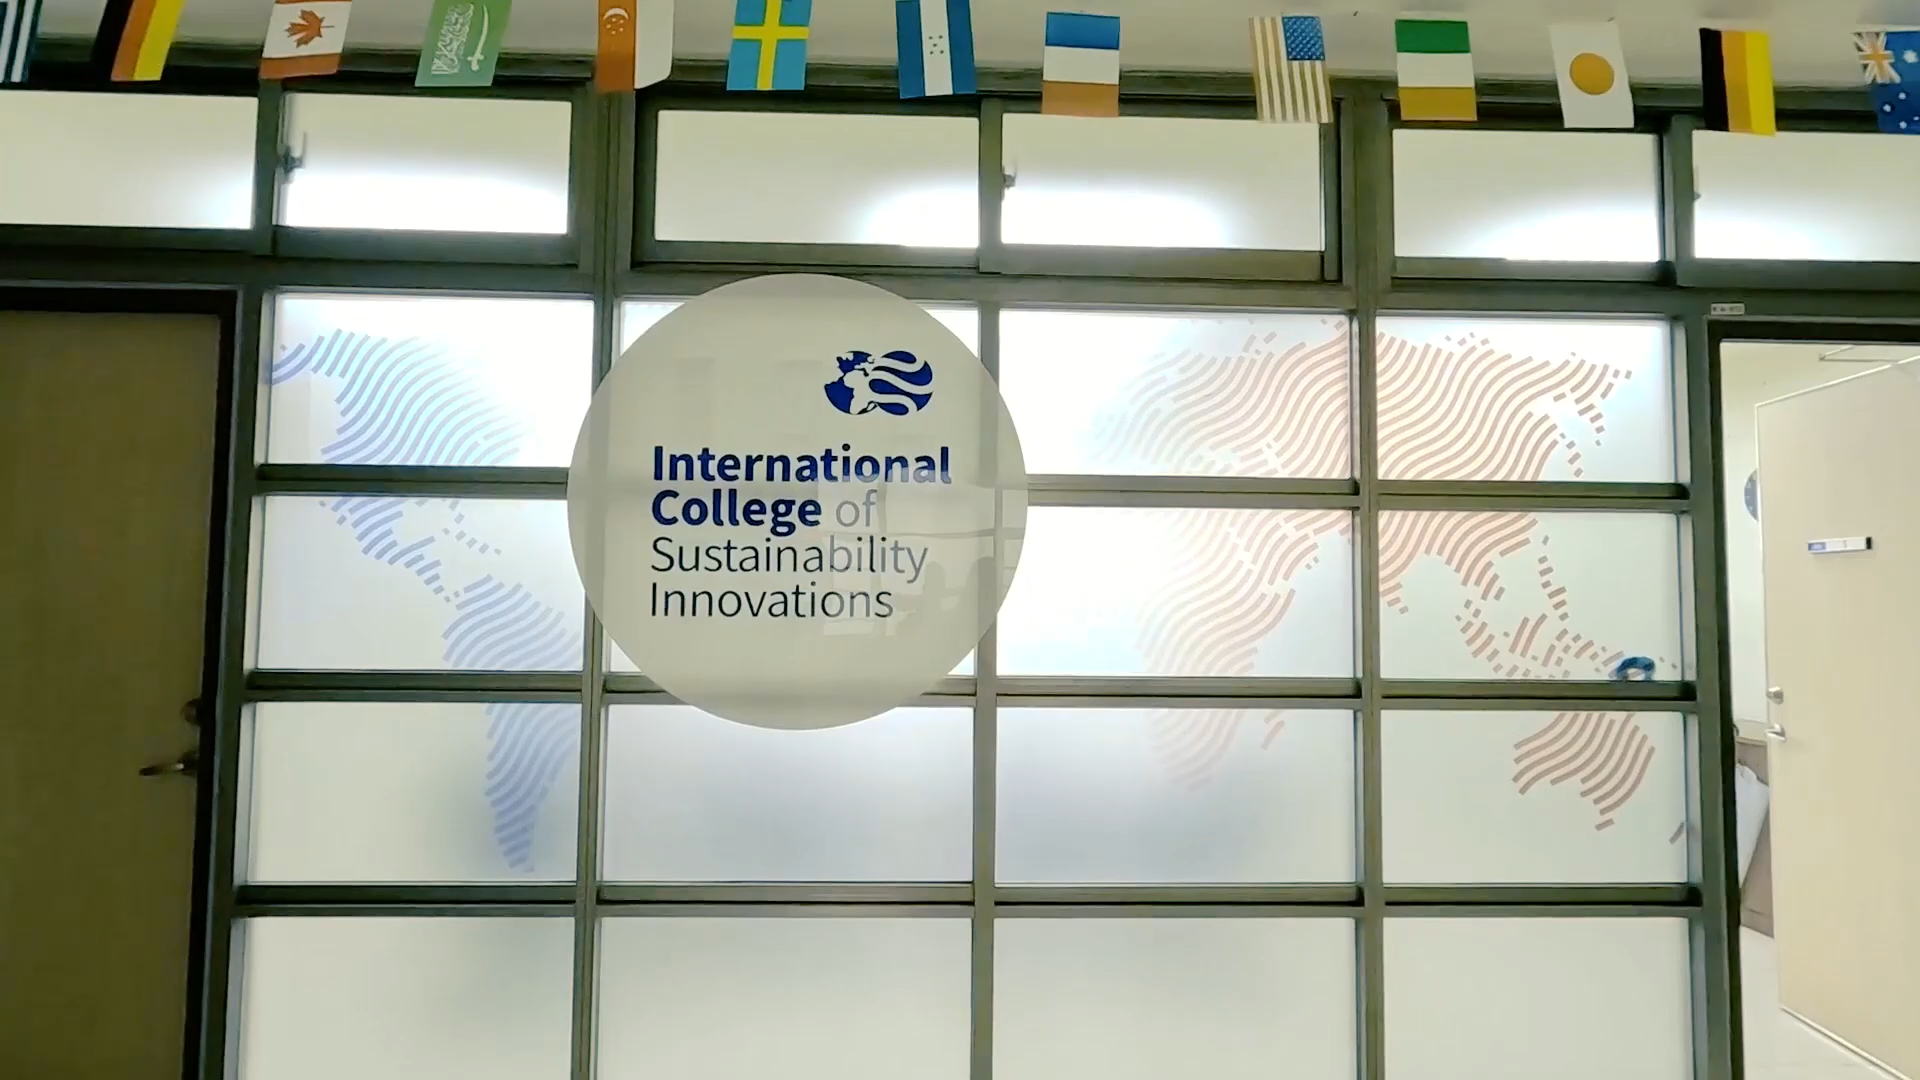 International
College of
Sustainability
Innovations